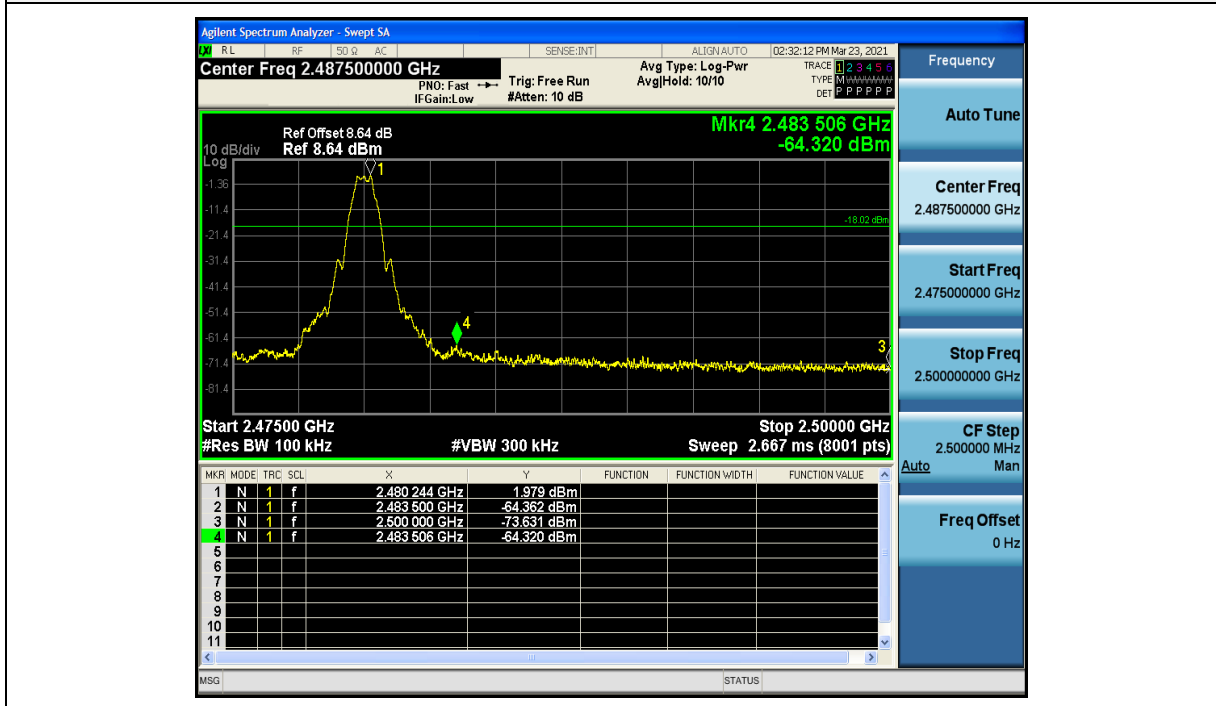 Agilent Spectrum Analyzer - Swept SA
LXI RL RF 50 Ω AC SENSE:INT ALIGN AUTO 02:32:12 PM Mar 23, 2021
Center Freq 2.487500000 GHz
PNO: Fast
IFGain:Low
Trig: Free Run
#Atten: 10 dB
Avg Type: Log-Pwr
Avg|Hold: 10/10
TRACE 1 2 3 4 5 6
TYPE M
DET P P P P P P
Mkr4 2.483 506 GHz
-64.320 dBm
Ref Offset 8.64 dB
10 dB/div Ref 8.64 dBm
Log
-1.36
-11.4
-21.4
-31.4
-41.4
-51.4
-61.4
-71.4
-81.4
1
-18.02 dBm
4
3
Start 2.47500 GHz Stop 2.50000 GHz
#Res BW 100 kHz #VBW 300 kHz Sweep 2.667 ms (8001 pts)
MKR MODE TRC SCL X Y FUNCTION FUNCTION WIDTH FUNCTION VALUE
1 N 1 f 2.480 244 GHz 1.979 dBm
2 N 1 f 2.483 500 GHz -64.362 dBm
3 N 1 f 2.500 000 GHz -73.631 dBm
4 N 1 f 2.483 506 GHz -64.320 dBm
5
6
7
8
9
10
11
MSG STATUS
Frequency
Auto Tune
Center Freq
2.487500000 GHz
Start Freq
2.475000000 GHz
Stop Freq
2.500000000 GHz
CF Step
2.500000 MHz
Auto Man
Freq Offset
0 Hz